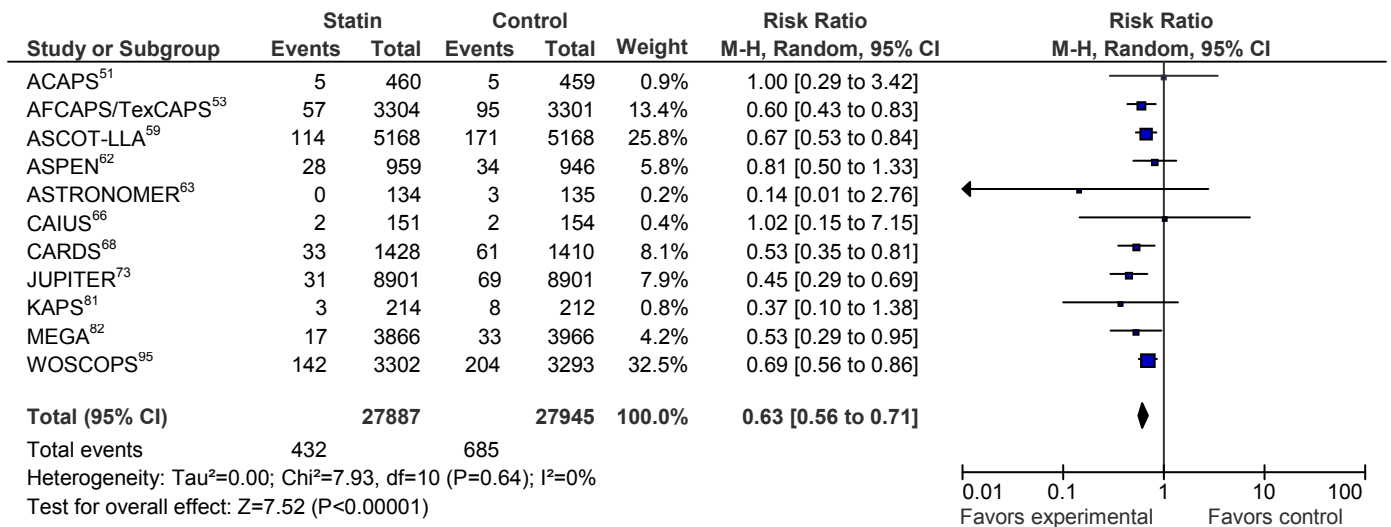 Statin Control Risk Ratio Risk Ratio
Study or Subgroup Events Total Events Total Weight M-H, Random, 95% CI M-H, Random, 95% CI
ACAPS51 5 460 5 459 0.9% 1.00 [0.29 to 3.42]
AFCAPS/TexCAPS53 57 3304 95 3301 13.4% 0.60 [0.43 to 0.83]
ASCOT-LLA59 114 5168 171 5168 25.8% 0.67 [0.53 to 0.84]
ASPEN62 28 959 34 946 5.8% 0.81 [0.50 to 1.33]
ASTRONOMER63 0 134 3 135 0.2% 0.14 [0.01 to 2.76]
CAIUS66 2 151 2 154 0.4% 1.02 [0.15 to 7.15]
CARDS68 33 1428 61 1410 8.1% 0.53 [0.35 to 0.81]
JUPITER73 31 8901 69 8901 7.9% 0.45 [0.29 to 0.69]
KAPS81 3 214 8 212 0.8% 0.37 [0.10 to 1.38]
MEGA82 17 3866 33 3966 4.2% 0.53 [0.29 to 0.95]
WOSCOPS95 142 3302 204 3293 32.5% 0.69 [0.56 to 0.86]
Total (95% CI) 27887 27945 100.0% 0.63 [0.56 to 0.71]
Total events 432 685
Heterogeneity: Tau²=0.00; Chi²=7.93, df=10 (P=0.64); I²=0%
Test for overall effect: Z=7.52 (P<0.00001)
0.01 0.1 1 10 100
Favors experimental Favors control